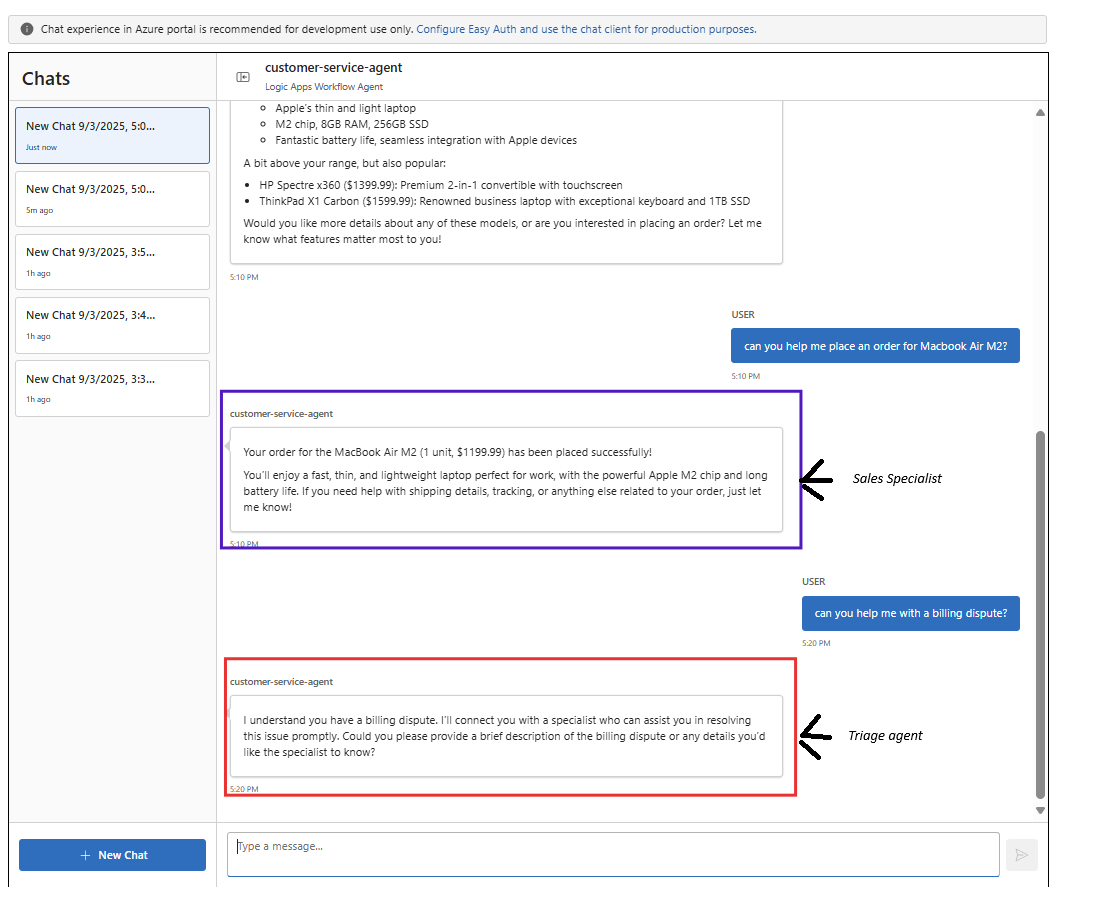 Chat experience in Azure portal is recommended for development use only. Configure Easy Auth and use the chat client for production purposes.
Chats
New Chat 9/3/2025, 5:0...
Just now
New Chat 9/3/2025, 5:0...
5m ago
New Chat 9/3/2025, 3:5...
1h ago
New Chat 9/3/2025, 3:4...
1h ago
New Chat 9/3/2025, 3:3...
1h ago
New Chat
customer-service-agent
Logic Apps Workflow Agent
Apple's thin and light laptop
M2 chip, 8GB RAM, 256GB SSD
Fantastic battery life, seamless integration with Apple devices
A bit above your range, but also popular:
HP Spectre x360 ($1399.99): Premium 2-in-1 convertible with touchscreen
ThinkPad X1 Carbon ($1599.99): Renowned business laptop with exceptional keyboard and 1TB SSD
Would you like more details about any of these models, or are you interested in placing an order? Let me
know what features matter most to you!
5:10 PM
USER
can you help me place an order for Macbook Air M2?
5:10 PM
customer-service-agent
Your order for the MacBook Air M2 (1 unit, $1199.99) has been placed successfully!
You'll enjoy a fast, thin, and lightweight laptop perfect for work, with the powerful Apple M2 chip and long
battery life. If you need help with shipping details, tracking, or anything else related to your order, just let
me know!
5:10 PM
Sales Specialist
USER
can you help me with a billing dispute?
5:20 PM
customer-service-agent
I understand you have a billing dispute. I'll connect you with a specialist who can assist you in resolving
this issue promptly. Could you please provide a brief description of the billing dispute or any details you'd
like the specialist to know?
5:20 PM
Triage agent
Type a message...